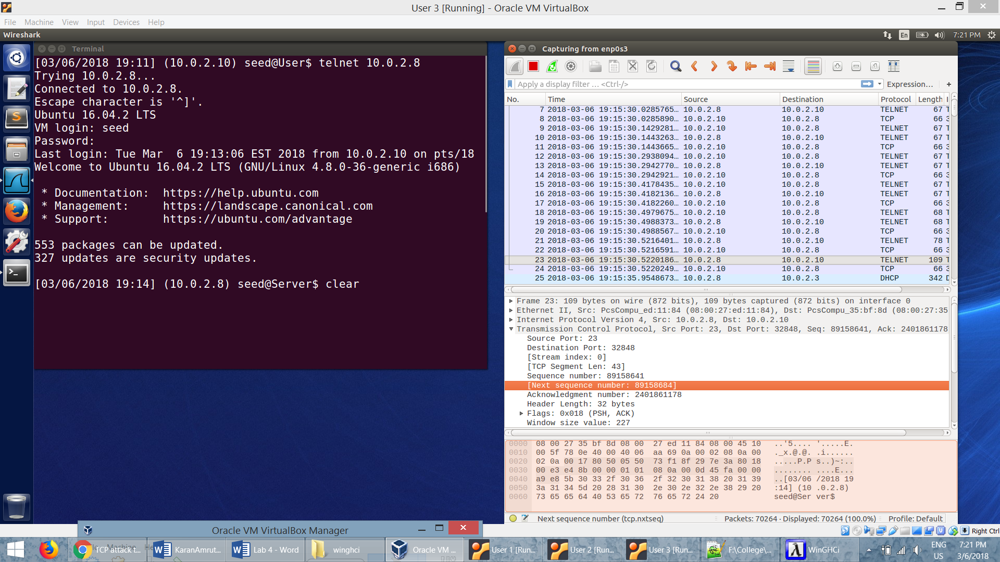 User 3 [Running] - Oracle VM VirtualBox
File Machine View Input Devices Help
Wireshark
En 7:21 PM
Terminal
[03/06/2018 19:11] (10.0.2.10) seed@User$ telnet 10.0.2.8
Trying 10.0.2.8...
Connected to 10.0.2.8.
Escape character is '^]'.
Ubuntu 16.04.2 LTS
VM login: seed
Password:
Last login: Tue Mar  6 19:13:06 EST 2018 from 10.0.2.10 on pts/18
Welcome to Ubuntu 16.04.2 LTS (GNU/Linux 4.8.0-36-generic i686)
* Documentation:  https://help.ubuntu.com
* Management:     https://landscape.canonical.com
* Support:        https://ubuntu.com/advantage
553 packages can be updated.
327 updates are security updates.
[03/06/2018 19:14] (10.0.2.8) seed@Server$ clear
Capturing from enp0s3
Apply a display filter ... <Ctrl-/> Expression... +
No. Time Source Destination Protocol Length I
7 2018-03-06 19:15:30.0285765... 10.0.2.8 10.0.2.10 TELNET 67 T
8 2018-03-06 19:15:30.0285890... 10.0.2.10 10.0.2.8 TCP 66 3
9 2018-03-06 19:15:30.1429281... 10.0.2.10 10.0.2.8 TELNET 67 T
10 2018-03-06 19:15:30.1443263... 10.0.2.8 10.0.2.10 TELNET 67 T
11 2018-03-06 19:15:30.1443665... 10.0.2.10 10.0.2.8 TCP 66 3
12 2018-03-06 19:15:30.2938094... 10.0.2.10 10.0.2.8 TELNET 67 T
13 2018-03-06 19:15:30.2942770... 10.0.2.8 10.0.2.10 TELNET 67 T
14 2018-03-06 19:15:30.2942921... 10.0.2.10 10.0.2.8 TCP 66 3
15 2018-03-06 19:15:30.4178435... 10.0.2.10 10.0.2.8 TELNET 67 T
16 2018-03-06 19:15:30.4182136... 10.0.2.8 10.0.2.10 TELNET 67 T
17 2018-03-06 19:15:30.4182260... 10.0.2.10 10.0.2.8 TCP 66 3
18 2018-03-06 19:15:30.4979675... 10.0.2.10 10.0.2.8 TELNET 68 T
19 2018-03-06 19:15:30.4988373... 10.0.2.8 10.0.2.10 TELNET 68 T
20 2018-03-06 19:15:30.4988567... 10.0.2.10 10.0.2.8 TCP 66 3
21 2018-03-06 19:15:30.5216401... 10.0.2.8 10.0.2.10 TELNET 78 T
22 2018-03-06 19:15:30.5216591... 10.0.2.10 10.0.2.8 TCP 66 3
23 2018-03-06 19:15:30.5220186... 10.0.2.8 10.0.2.10 TELNET 109 T
24 2018-03-06 19:15:30.5220249... 10.0.2.10 10.0.2.8 TCP 66 3
25 2018-03-06 19:15:35.9548673... 10.0.2.8 10.0.2.3 DHCP 342 D
Frame 23: 109 bytes on wire (872 bits), 109 bytes captured (872 bits) on interface 0
Ethernet II, Src: PcsCompu_ed:11:84 (08:00:27:ed:11:84), Dst: PcsCompu_35:bf:8d (08:00:27:35
Internet Protocol Version 4, Src: 10.0.2.8, Dst: 10.0.2.10
Transmission Control Protocol, Src Port: 23, Dst Port: 32848, Seq: 89158641, Ack: 2401861178
Source Port: 23
Destination Port: 32848
[Stream index: 0]
[TCP Segment Len: 43]
Sequence number: 89158641
[Next sequence number: 89158684]
Acknowledgment number: 2401861178
Header Length: 32 bytes
Flags: 0x018 (PSH, ACK)
Window size value: 227
0000 08 00 27 35 bf 8d 08 00 27 ed 11 84 08 00 45 10 ..'5.... '.....E.
0010 00 5f 78 0e 40 00 40 06 aa 69 0a 00 02 08 0a 00 ._x.@.@. .i......
0020 02 0a 00 17 80 50 05 50 73 f1 8f 29 7e 3a 80 18 .....P.P s..)~:..
0030 00 e3 e4 8b 00 00 01 01 08 0a 00 0d 45 fa 00 00 ........ ....E...
0040 a9 e8 5b 30 33 2f 30 36 2f 32 30 31 38 20 31 39 ..[03/06 /2018 19
0050 3a 31 34 5d 20 28 31 30 2e 30 2e 32 2e 38 29 20 :14] (10 .0.2.8)
0060 73 65 65 64 40 53 65 72 76 65 72 24 20 seed@Ser ver$
Next sequence number (tcp.nxtseq) Packets: 70264 · Displayed: 70264 (100.0%) Profile: Default
Oracle VM VirtualBox Manager
Right Ctrl
TCP attack t... KaranAmrut... Lab 4 - Word winghci Oracle VM ... User 1 [Run... User 2 [Run... User 3 [Run... F:\College\... WinGHCi
ENG 7:21 PM
US 3/6/2018